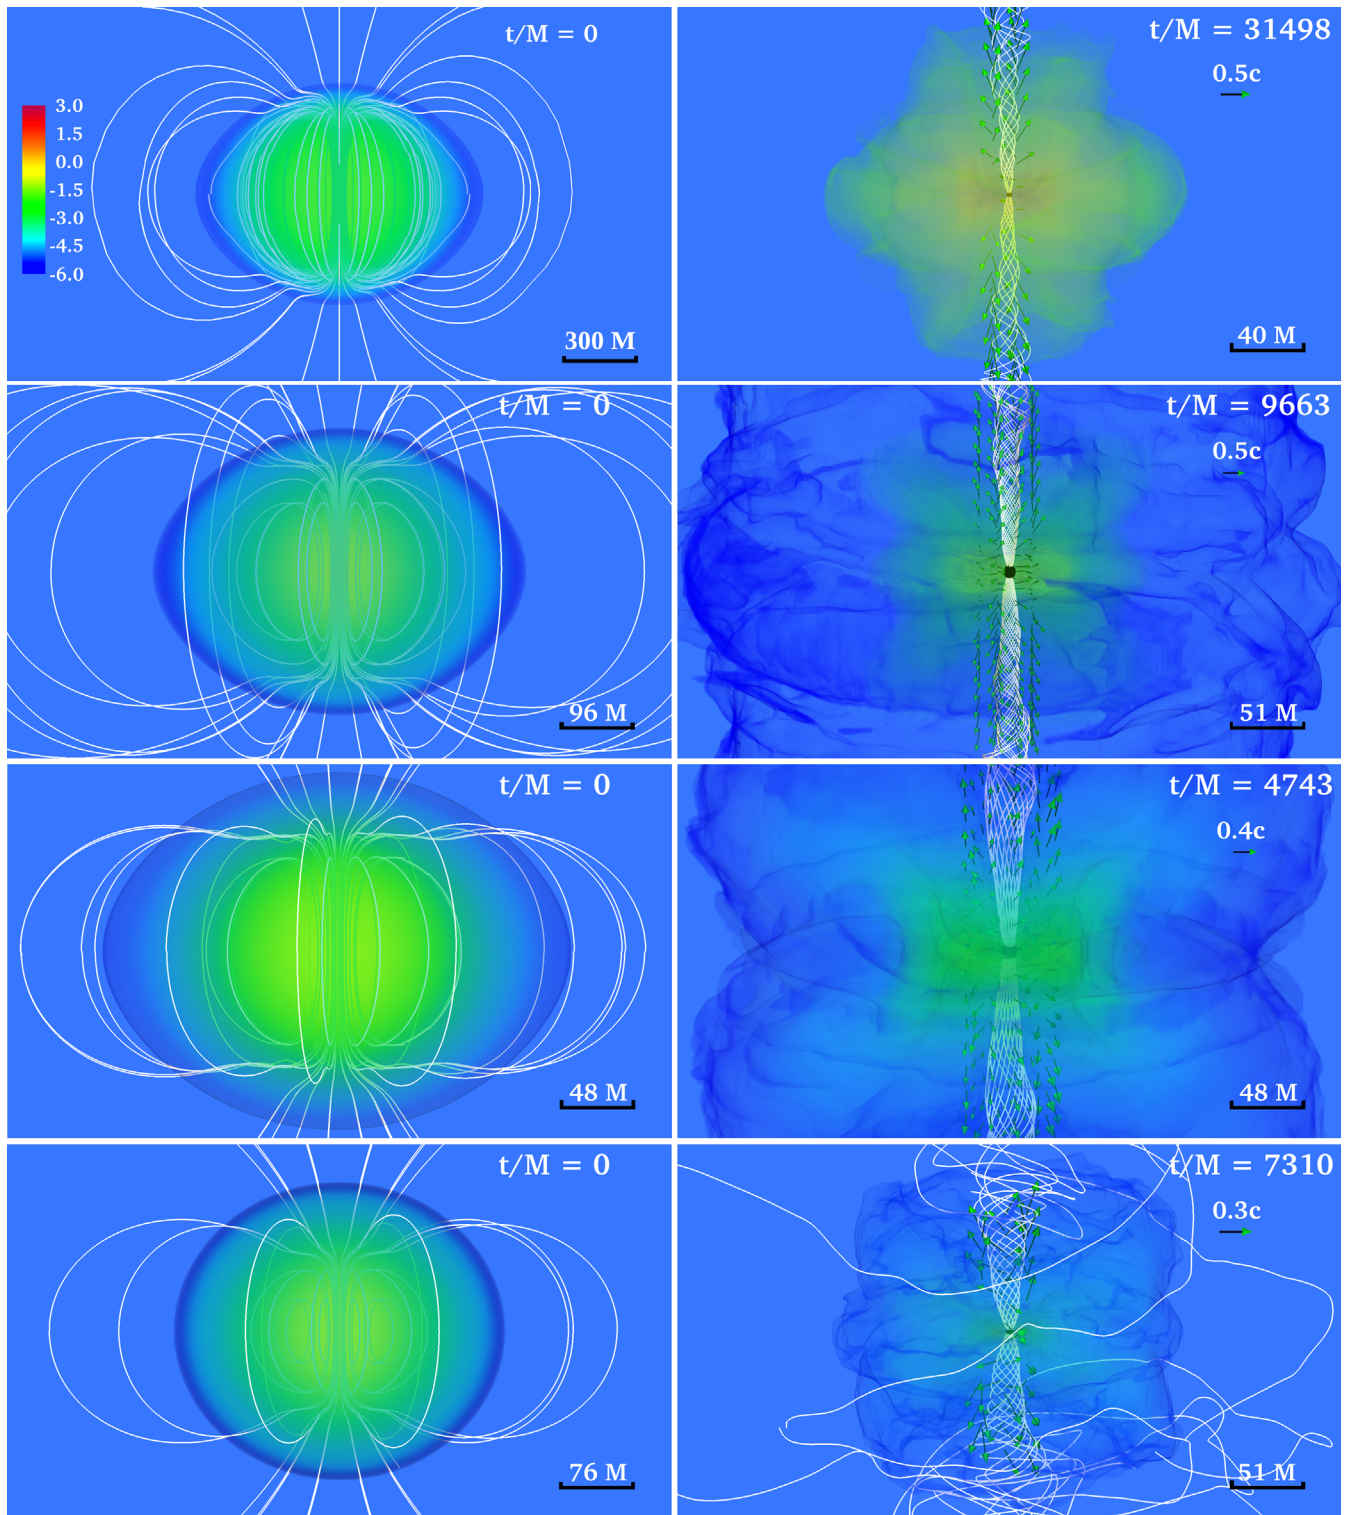 t/M = 0
3.0
1.5
0.0
-1.5
-3.0
-4.5
-6.0
300 M
t/M = 31498
0.5c
40 M
t/M = 0
96 M
t/M = 9663
0.5c
51 M
t/M = 0
48 M
t/M = 4743
0.4c
48 M
t/M = 0
76 M
t/M = 7310
0.3c
51 M